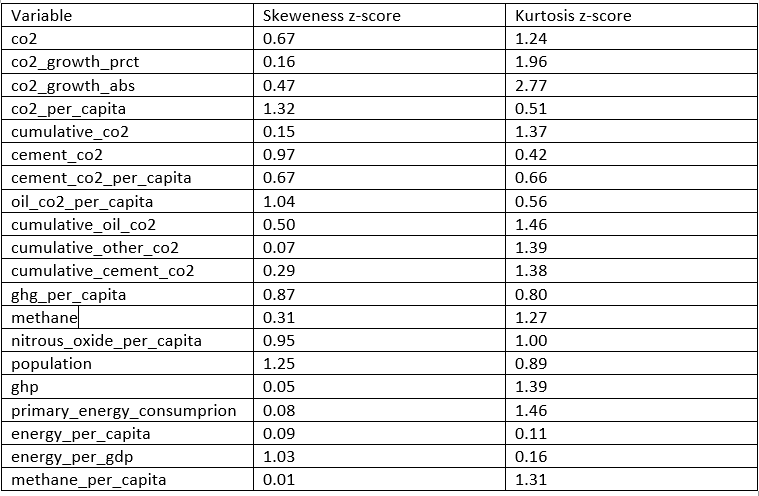 Variable Skeweness z-score Kurtosis z-score
co2 0.67 1.24
co2_growth_prct 0.16 1.96
co2_growth_abs 0.47 2.77
co2_per_capita 1.32 0.51
cumulative_co2 0.15 1.37
cement_co2 0.97 0.42
cement_co2_per_capita 0.67 0.66
oil_co2_per_capita 1.04 0.56
cumulative_oil_co2 0.50 1.46
cumulative_other_co2 0.07 1.39
cumulative_cement_co2 0.29 1.38
ghg_per_capita 0.87 0.80
methane 0.31 1.27
nitrous_oxide_per_capita 0.95 1.00
population 1.25 0.89
ghp 0.05 1.39
primary_energy_consumprion 0.08 1.46
energy_per_capita 0.09 0.11
energy_per_gdp 1.03 0.16
methane_per_capita 0.01 1.31